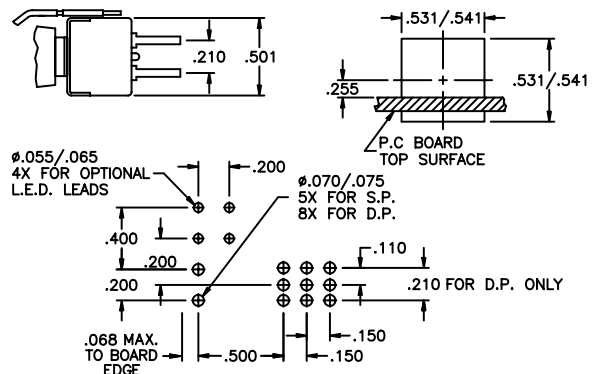 .210
.501
.531/.541
.531/.541
.255
P.C BOARD
TOP SURFACE
ø.055/.065
4X FOR OPTIONAL
L.E.D. LEADS
.200
ø.070/.075
5X FOR S.P.
8X FOR D.P.
.400
.200
.200
.110
.210 FOR D.P. ONLY
.068 MAX.
TO BOARD
EDGE
.500
.150
.150